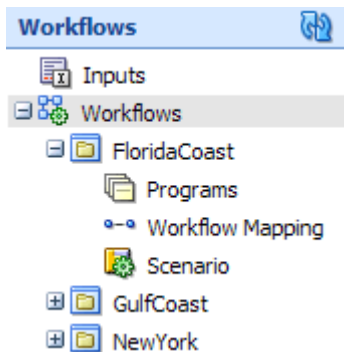 Workflows
Inputs
Workflows
FloridaCoast
Programs
Workflow Mapping
Scenario
GulfCoast
NewYork